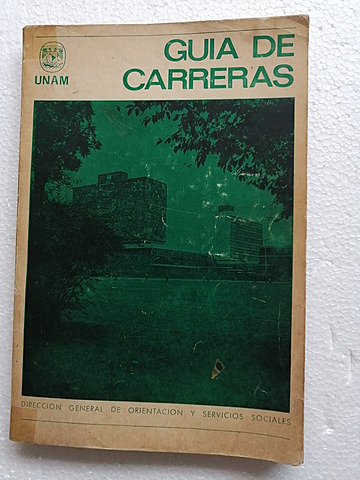 GUIA DE
CARRERAS
UNAM
DIRECCION GENERAL DE ORIENTACION Y SERVICIOS SOCIALES